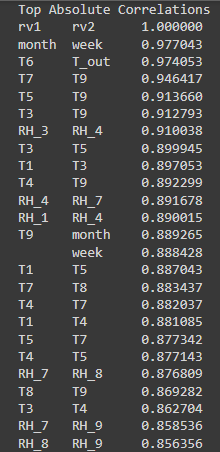 Top Absolute Correlations
rv1 rv2 1.000000
month week 0.977043
T6 T_out 0.974053
T7 T9 0.946417
T5 T9 0.913660
T3 T9 0.912793
RH_3 RH_4 0.910038
T3 T5 0.899945
T1 T3 0.897053
T4 T9 0.892299
RH_4 RH_7 0.891678
RH_1 RH_4 0.890015
T9 month 0.889265
week 0.888428
T1 T5 0.887043
T7 T8 0.883437
T4 T7 0.882037
T1 T4 0.881085
T5 T7 0.877342
T4 T5 0.877143
RH_7 RH_8 0.876809
T8 T9 0.869282
T3 T4 0.862704
RH_7 RH_9 0.858536
RH_8 RH_9 0.856356